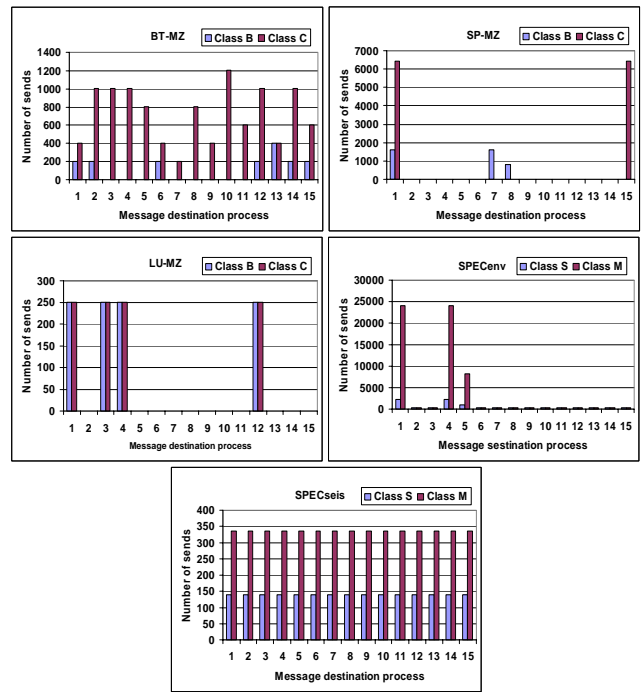 BT-MZ
Class B Class C
Number of sends
1400
1200
1000
800
600
400
200
0
1 2 3 4 5 6 7 8 9 10 11 12 13 14 15
Message destination process
SP-MZ
Class B Class C
Number of sends
7000
6000
5000
4000
3000
2000
1000
0
1 2 3 4 5 6 7 8 9 10 11 12 13 14 15
Message destination process
LU-MZ
Class B Class C
Number of sends
300
250
200
150
100
50
0
1 2 3 4 5 6 7 8 9 10 11 12 13 14 15
Message destination process
SPECenv
Class S Class M
Number of sends
30000
25000
20000
15000
10000
5000
0
1 2 3 4 5 6 7 8 9 10 11 12 13 14 15
Message sestination process
SPECseis
Class S Class M
Number of sends
400
350
300
250
200
150
100
50
0
1 2 3 4 5 6 7 8 9 10 11 12 13 14 15
Message destination process